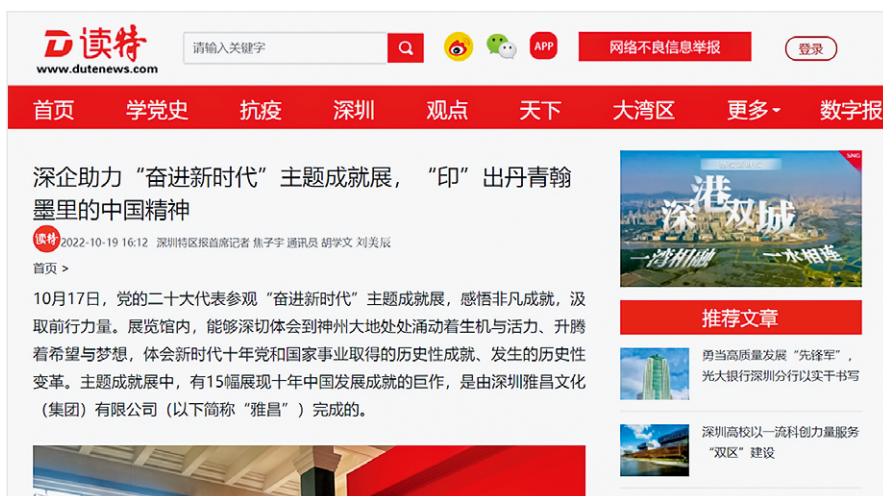 读特
www.dutenews.com
请输入关键字
APP
网络不良信息举报
登录
首页 学党史 抗疫 深圳 观点 天下 大湾区 更多 数字报
深企助力“奋进新时代”主题成就展，“印”出丹青翰
墨里的中国精神
读特 2022-10-19 16:12 深圳特区报首席记者 焦子宇 通讯员 胡学文 刘美辰
首页 >
10月17日，党的二十大代表参观“奋进新时代”主题成就展，感悟非凡成就，汲
取前行力量。展览馆内，能够深切体会到神州大地处处涌动着生机与活力、升腾
着希望与梦想，体会新时代十年党和国家事业取得的历史性成就、发生的历史性
变革。主题成就展中，有15幅展现十年中国发展成就的巨作，是由深圳雅昌文化
（集团）有限公司（以下简称“雅昌”）完成的。
深港双城
一湾相融 一水相连
推荐文章
勇当高质量发展“先锋军”，
光大银行深圳分行以实干书写
深圳高校以一流科创力量服务
“双区”建设